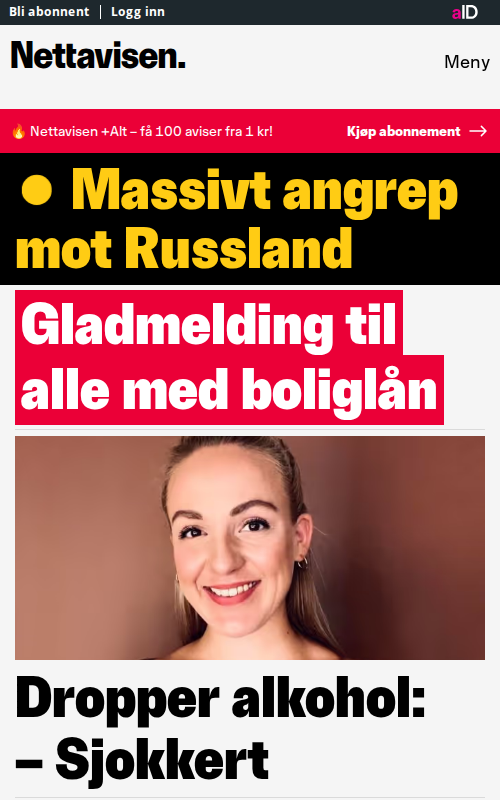 Bli abonnent | Logg inn aID
Nettavisen.
Meny
🔥 Nettavisen +Alt – få 100 aviser fra 1 kr! Kjøp abonnement →
● Massivt angrep
mot Russland
Gladmelding til
alle med boliglån
Dropper alkohol:
– Sjokkert